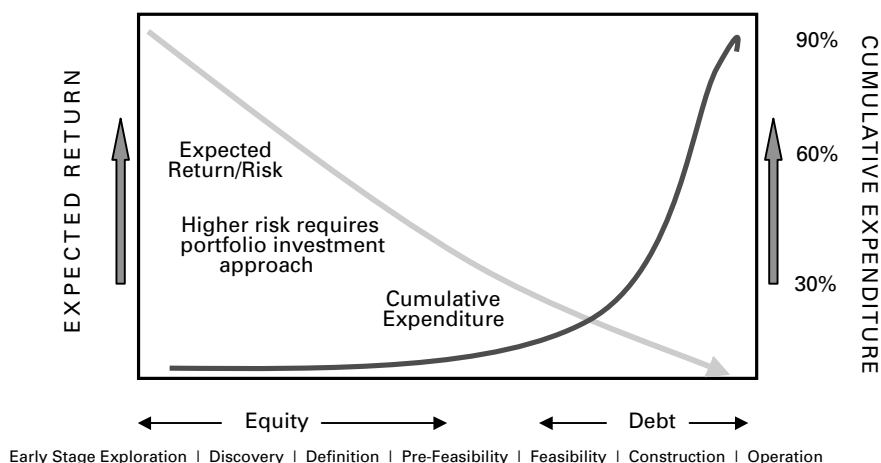 EXPECTED RETURN
Expected
Return/Risk
Higher risk requires
portfolio investment
approach
Cumulative
Expenditure
90%
60%
30%
CUMULATIVE EXPENDITURE
Equity
Debt
Early Stage Exploration | Discovery | Definition | Pre-Feasibility | Feasibility | Construction | Operation